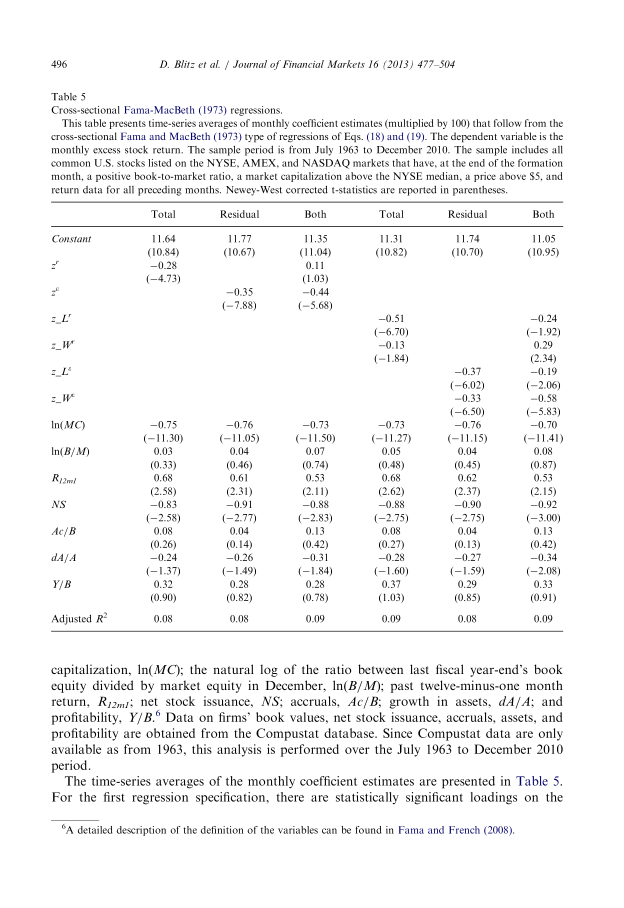 496
D. Blitz et al. / Journal of Financial Markets 16 (2013) 477–504
Table 5
Cross-sectional Fama-MacBeth (1973) regressions.
This table presents time-series averages of monthly coefficient estimates (multiplied by 100) that follow from the
cross-sectional Fama and MacBeth (1973) type of regressions of Eqs. (18) and (19). The dependent variable is the
monthly excess stock return. The sample period is from July 1963 to December 2010. The sample includes all
common U.S. stocks listed on the NYSE, AMEX, and NASDAQ markets that have, at the end of the formation
month, a positive book-to-market ratio, a market capitalization above the NYSE median, a price above $5, and
return data for all preceding months. Newey-West corrected t-statistics are reported in parentheses.
Total Residual Both Total Residual Both
Constant 11.64 11.77 11.35 11.31 11.74 11.05
(10.84) (10.67) (11.04) (10.82) (10.70) (10.95)
z^r −0.28 0.11
(−4.73) (1.03)
z^ε −0.35 −0.44
(−7.88) (−5.68)
z_L^r −0.51 −0.24
(−6.70) (−1.92)
z_W^r −0.13 0.29
(−1.84) (2.34)
z_L^ε −0.37 −0.19
(−6.02) (−2.06)
z_W^ε −0.33 −0.58
(−6.50) (−5.83)
ln(MC) −0.75 −0.76 −0.73 −0.73 −0.76 −0.70
(−11.30) (−11.05) (−11.50) (−11.27) (−11.15) (−11.41)
ln(B/M) 0.03 0.04 0.07 0.05 0.04 0.08
(0.33) (0.46) (0.74) (0.48) (0.45) (0.87)
R12m1 0.68 0.61 0.53 0.68 0.62 0.53
(2.58) (2.31) (2.11) (2.62) (2.37) (2.15)
NS −0.83 −0.91 −0.88 −0.88 −0.90 −0.92
(−2.58) (−2.77) (−2.83) (−2.75) (−2.75) (−3.00)
Ac/B 0.08 0.04 0.13 0.08 0.04 0.13
(0.26) (0.14) (0.42) (0.27) (0.13) (0.42)
dA/A −0.24 −0.26 −0.31 −0.28 −0.27 −0.34
(−1.37) (−1.49) (−1.84) (−1.60) (−1.59) (−2.08)
Y/B 0.32 0.28 0.28 0.37 0.29 0.33
(0.90) (0.82) (0.78) (1.03) (0.85) (0.91)
Adjusted R² 0.08 0.08 0.09 0.09 0.08 0.09
capitalization, ln(MC); the natural log of the ratio between last fiscal year-end's book
equity divided by market equity in December, ln(B/M); past twelve-minus-one month
return, R12m1; net stock issuance, NS; accruals, Ac/B; growth in assets, dA/A; and
profitability, Y/B.⁶ Data on firms' book values, net stock issuance, accruals, assets, and
profitability are obtained from the Compustat database. Since Compustat data are only
available as from 1963, this analysis is performed over the July 1963 to December 2010
period.
The time-series averages of the monthly coefficient estimates are presented in Table 5.
For the first regression specification, there are statistically significant loadings on the
⁶A detailed description of the definition of the variables can be found in Fama and French (2008).